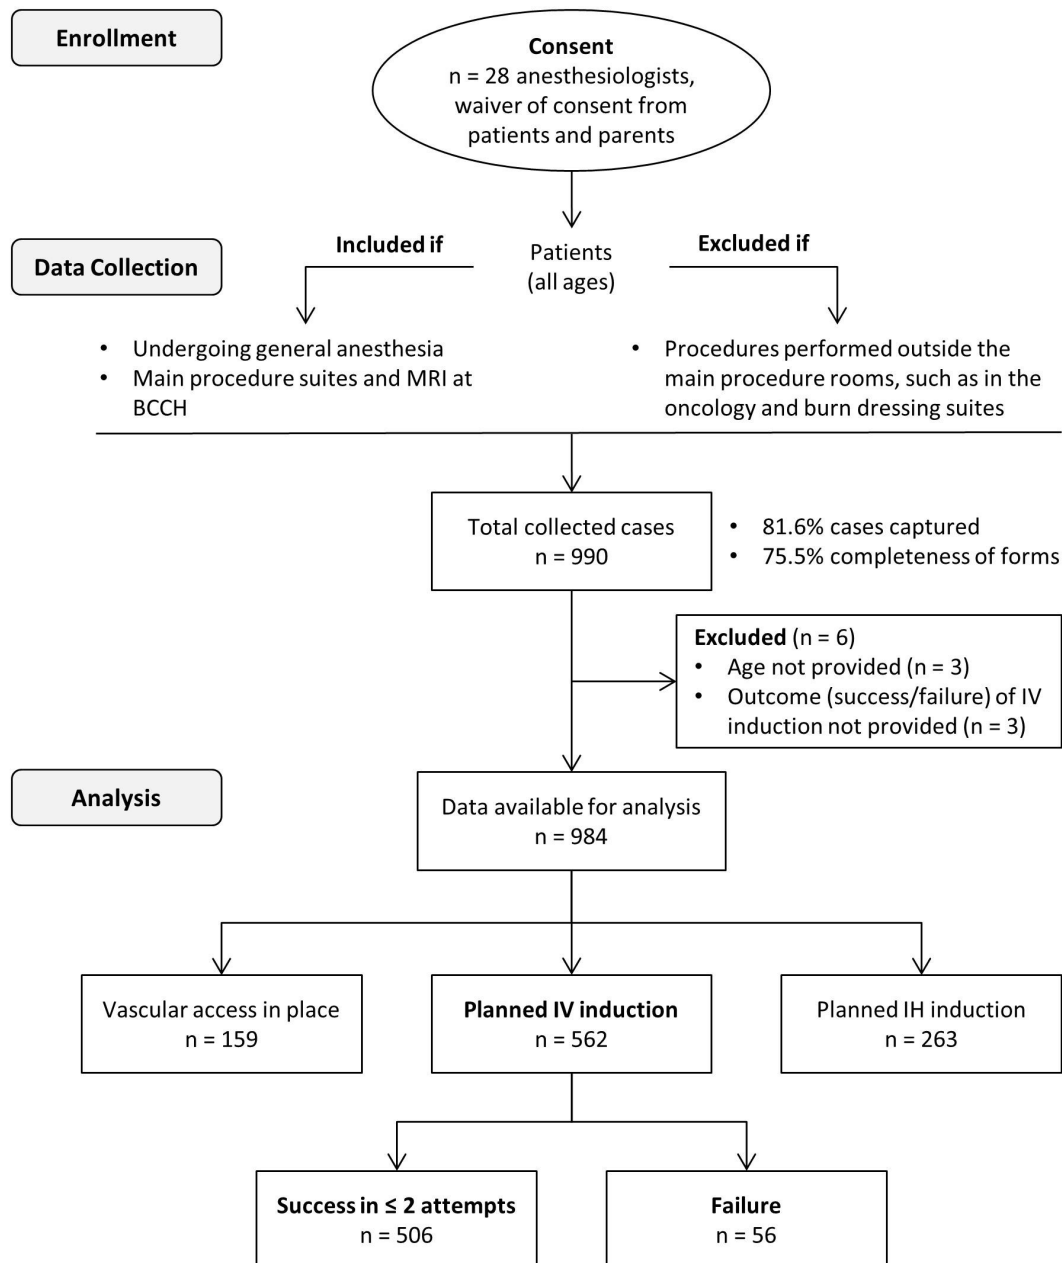 Enrollment
Consent
n = 28 anesthesiologists,
waiver of consent from
patients and parents
Included if
Patients
(all ages)
Excluded if
Data Collection
• Undergoing general anesthesia
• Main procedure suites and MRI at
BCCH
• Procedures performed outside the
main procedure rooms, such as in the
oncology and burn dressing suites
Total collected cases
n = 990
• 81.6% cases captured
• 75.5% completeness of forms
Excluded (n = 6)
• Age not provided (n = 3)
• Outcome (success/failure) of IV
induction not provided (n = 3)
Analysis
Data available for analysis
n = 984
Vascular access in place
n = 159
Planned IV induction
n = 562
Planned IH induction
n = 263
Success in ≤ 2 attempts
n = 506
Failure
n = 56